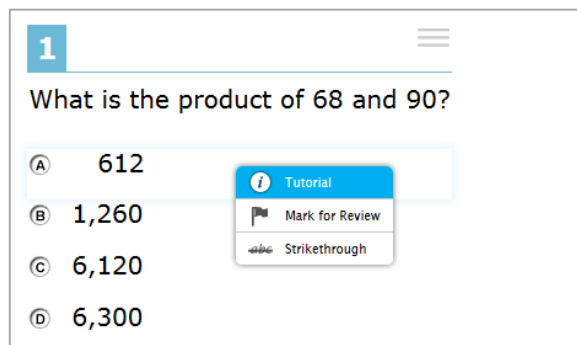 1
What is the product of 68 and 90?
A 612
B 1,260
C 6,120
D 6,300
i Tutorial
Mark for Review
abc Strikethrough